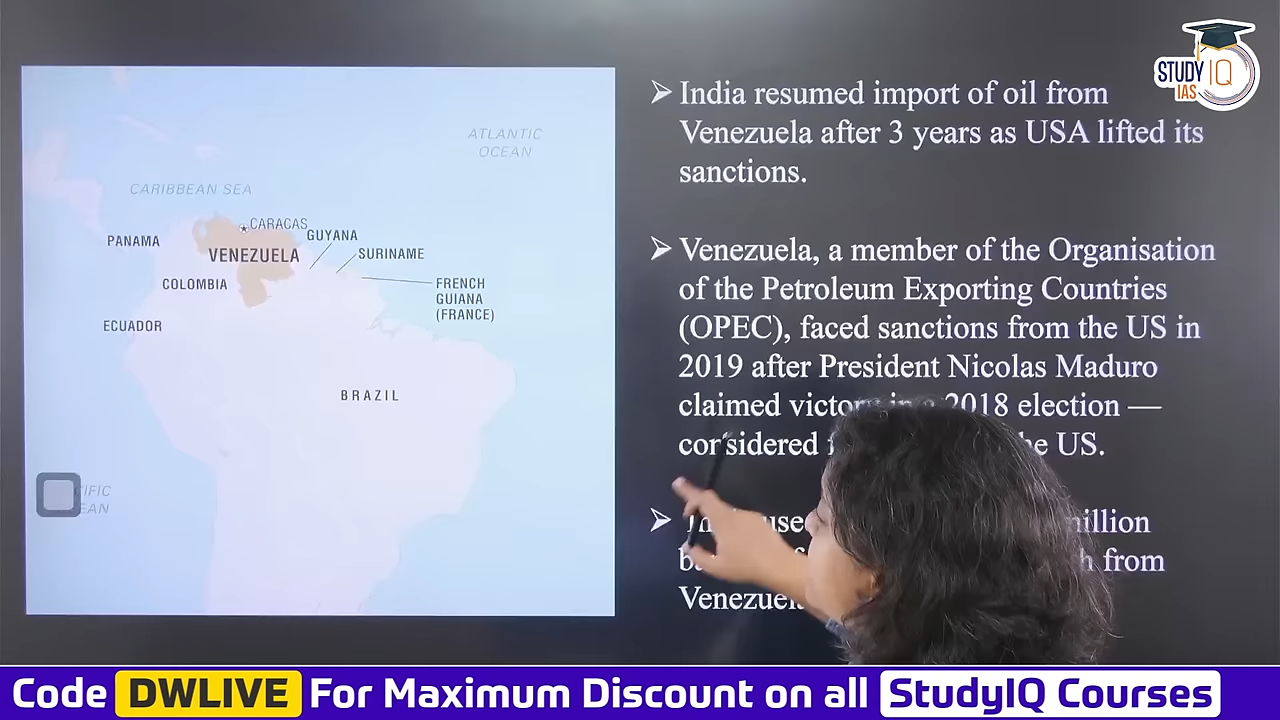 STUDY IQ
IAS
ATLANTIC
OCEAN
CARIBBEAN SEA
CARACAS
PANAMA
GUYANA
VENEZUELA
SURINAME
COLOMBIA
FRENCH
GUIANA
(FRANCE)
ECUADOR
BRAZIL
➢ India resumed import of oil from
Venezuela after 3 years as USA lifted its
sanctions.
➢ Venezuela, a member of the Organisation
of the Petroleum Exporting Countries
(OPEC), faced sanctions from the US in
2019 after President Nicolas Maduro
claimed victory in a 2018 election —
considered the US.
➢ million
from
Venezuela
Code DWLIVE For Maximum Discount on all StudyIQ Courses